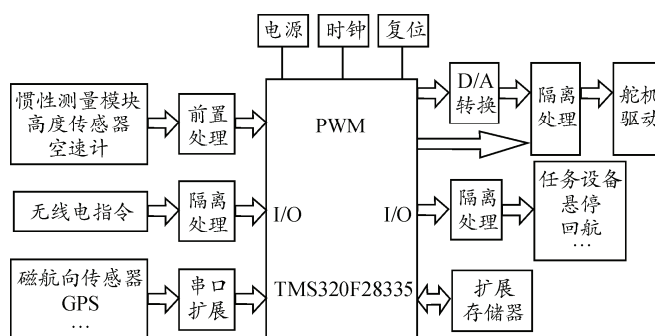 电源
时钟
复位
惯性测量模块
高度传感器
空速计
前置
处理
PWM
D/A
转换
隔离
处理
舵机
驱动
无线电指令
隔离
处理
I/O
I/O
隔离
处理
任务设备
悬停
回航
…
磁航向传感器
GPS
…
串口
扩展
TMS320F28335
扩展
存储器